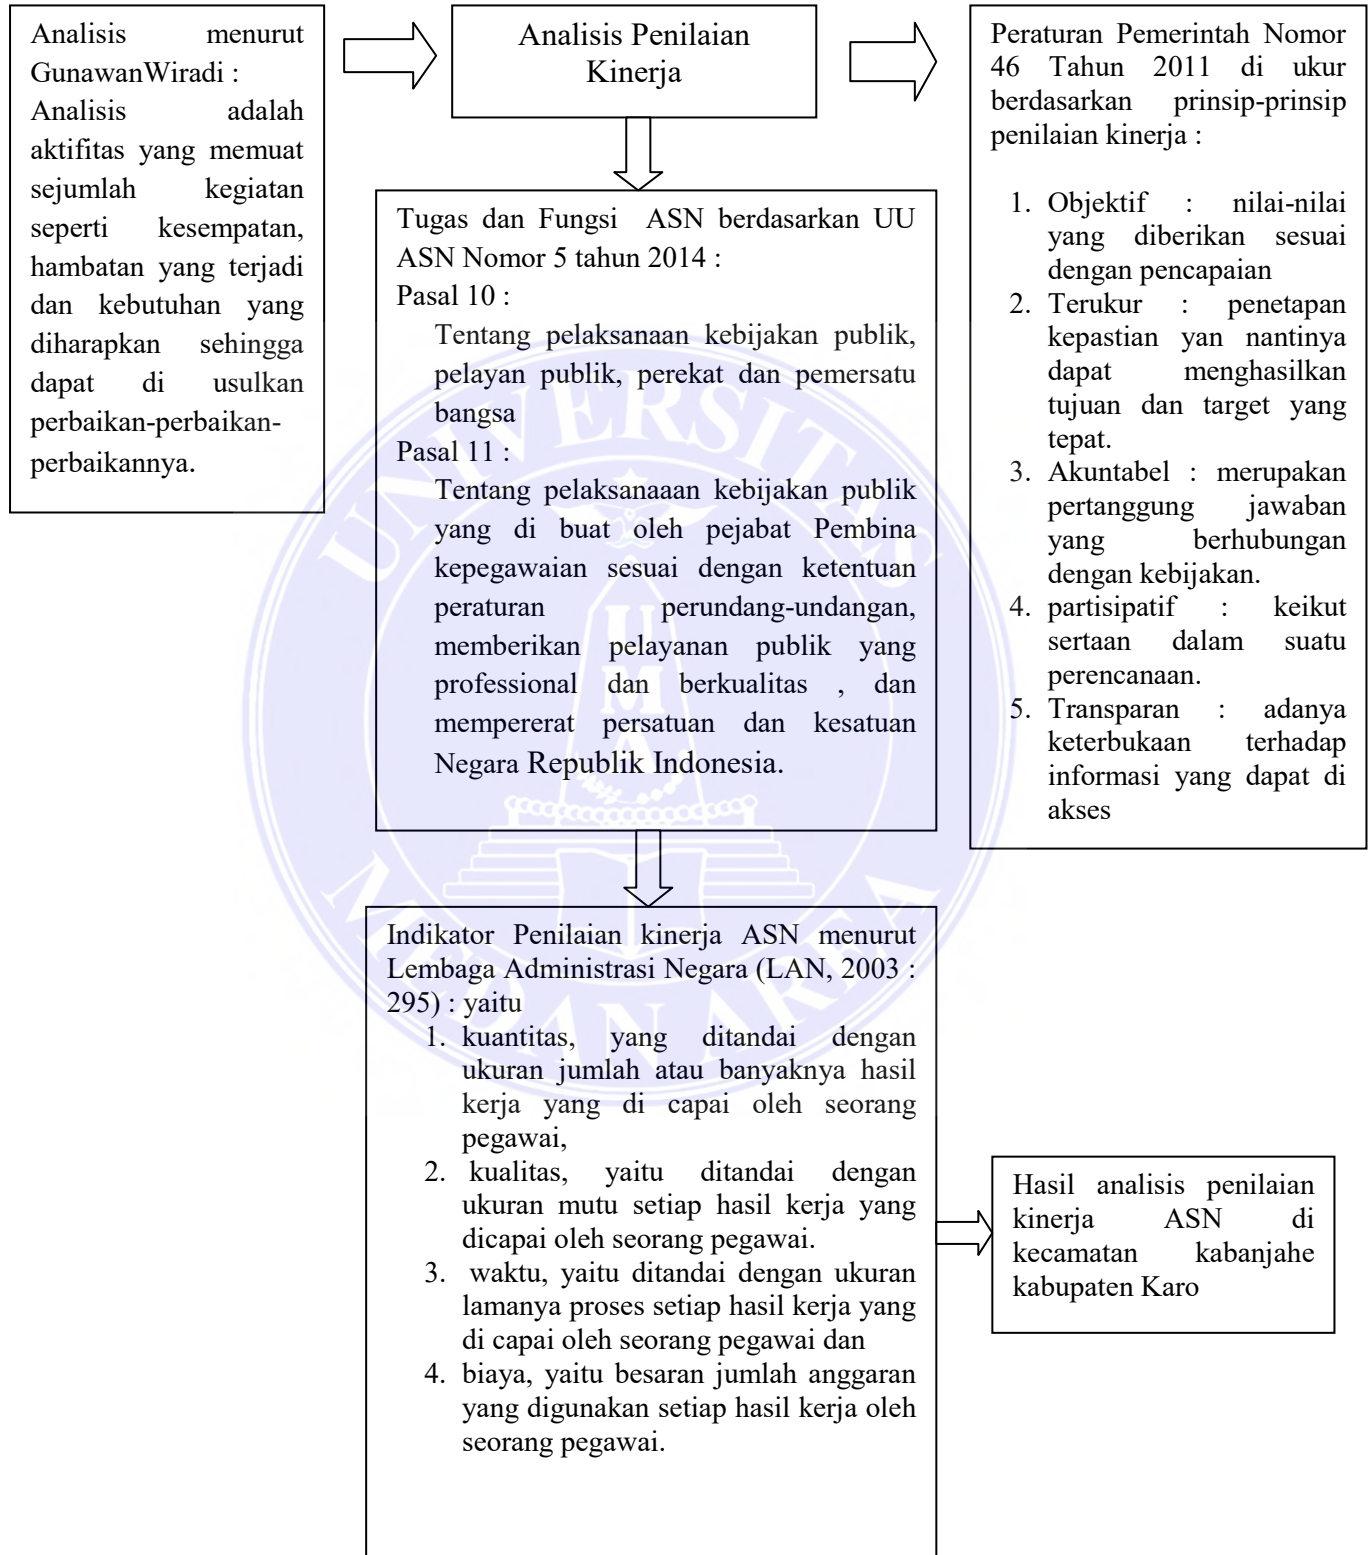 Analisis menurut
GunawanWiradi :
Analisis adalah
aktifitas yang memuat
sejumlah kegiatan
seperti kesempatan,
hambatan yang terjadi
dan kebutuhan yang
diharapkan sehingga
dapat di usulkan
perbaikan-perbaikan-
perbaikannya.
Analisis Penilaian
Kinerja
Peraturan Pemerintah Nomor
46 Tahun 2011 di ukur
berdasarkan prinsip-prinsip
penilaian kinerja :
1. Objektif : nilai-nilai
yang diberikan sesuai
dengan pencapaian
2. Terukur : penetapan
kepastian yan nantinya
dapat menghasilkan
tujuan dan target yang
tepat.
3. Akuntabel : merupakan
pertanggung jawaban
yang berhubungan
dengan kebijakan.
4. partisipatif : keikut
sertaan dalam suatu
perencanaan.
5. Transparan : adanya
keterbukaan terhadap
informasi yang dapat di
akses
Tugas dan Fungsi ASN berdasarkan UU
ASN Nomor 5 tahun 2014 :
Pasal 10 :
Tentang pelaksanaan kebijakan publik,
pelayan publik, perekat dan pemersatu
bangsa
Pasal 11 :
Tentang pelaksanaaan kebijakan publik
yang di buat oleh pejabat Pembina
kepegawaian sesuai dengan ketentuan
peraturan perundang-undangan,
memberikan pelayanan publik yang
professional dan berkualitas , dan
mempererat persatuan dan kesatuan
Negara Republik Indonesia.
Indikator Penilaian kinerja ASN menurut
Lembaga Administrasi Negara (LAN, 2003 :
295) : yaitu
1. kuantitas, yang ditandai dengan
ukuran jumlah atau banyaknya hasil
kerja yang di capai oleh seorang
pegawai,
2. kualitas, yaitu ditandai dengan
ukuran mutu setiap hasil kerja yang
dicapai oleh seorang pegawai.
3. waktu, yaitu ditandai dengan ukuran
lamanya proses setiap hasil kerja yang
di capai oleh seorang pegawai dan
4. biaya, yaitu besaran jumlah anggaran
yang digunakan setiap hasil kerja oleh
seorang pegawai.
Hasil analisis penilaian
kinerja ASN di
kecamatan kabanjahe
kabupaten Karo
UNIVERSITAS
MEDAN AREA
U
M
A